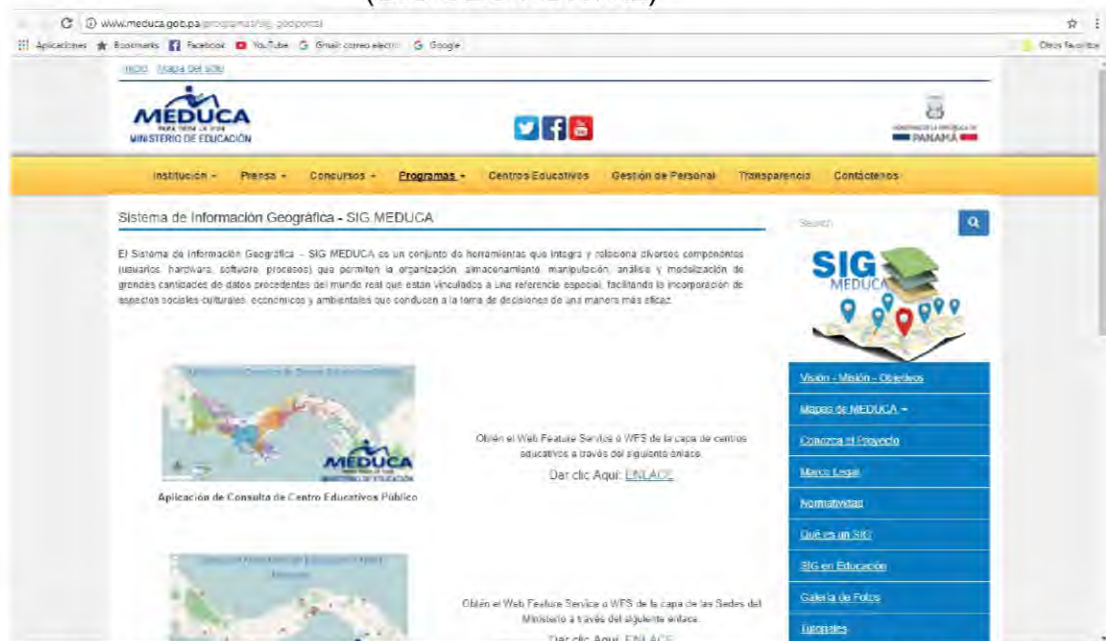 www.meduca.gob.pa/programas/sig_geoportal
Aplicaciones Bookmarks Facebook YouTube Gmail: correo electró Google Otros favoritos
Inicio Mapa del sitio
MEDUCA
MINISTERIO DE EDUCACIÓN
PANAMÁ
Institución Prensa Concursos Programas Centros Educativos Gestión de Personal Transparencia Contáctenos
Sistema de Información Geográfica - SIG MEDUCA
Search
El Sistema de Información Geográfica – SIG MEDUCA es un conjunto de herramientas que integra y relaciona diversos componentes
(usuarios, hardware, software, procesos) que permiten la organización, almacenamiento, manipulación, análisis y modelización de
grandes cantidades de datos procedentes del mundo real que están vinculados a una referencia espacial, facilitando la incorporación de
aspectos sociales-culturales, económicos y ambientales que conducen a la toma de decisiones de una manera más eficaz.
SIG
MEDUCA
MEDUCA
Aplicación de Consulta de Centro Educativos Público
Obtén el Web Feature Service o WFS de la capa de centros
educativos a través del siguiente enlace.
Dar clic Aquí: ENLACE
Obtén el Web Feature Service o WFS de la capa de las Sedes del
Ministerio a través del siguiente enlace.
Dar clic Aquí: ENLACE
Visión - Misión - Objetivos
Mapas de MEDUCA
Conozca el Proyecto
Marco Legal
Normatividad
Qué es un SIG
SIG en Educación
Galería de Fotos
Tutoriales